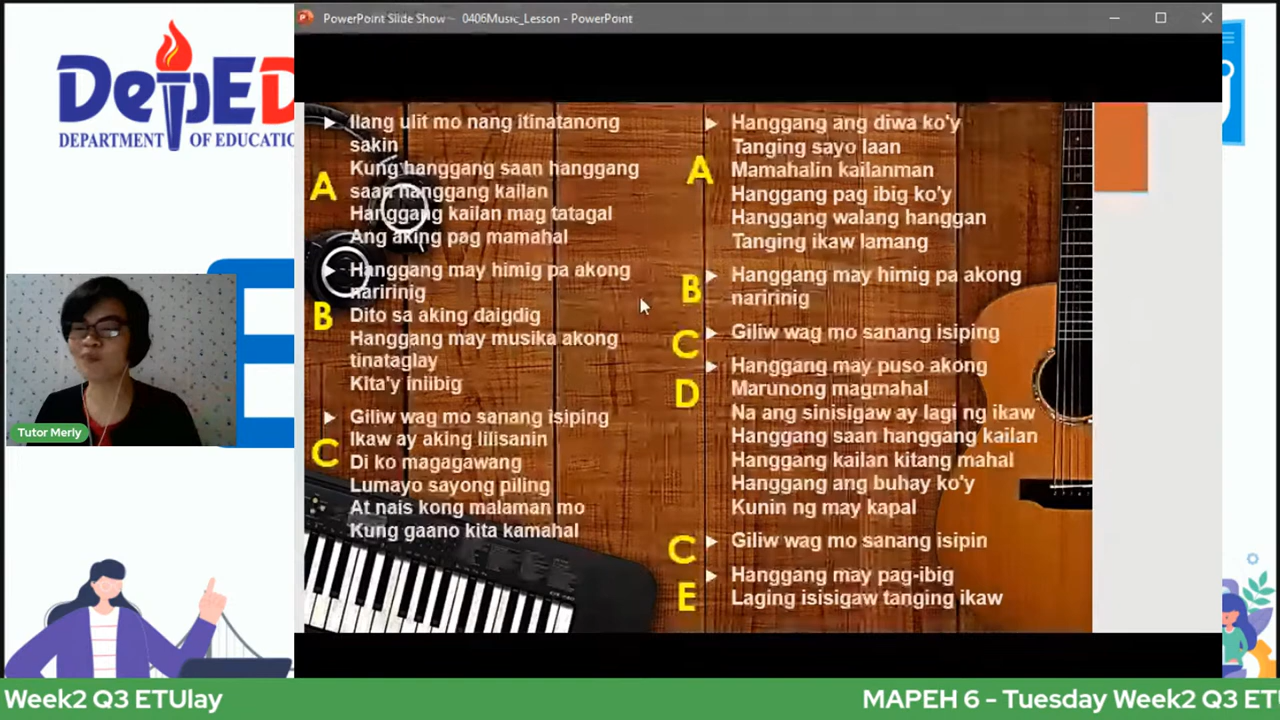 PowerPoint Slide Show - 0406Music_Lesson - PowerPoint
DepED
DEPARTMENT OF EDUCATIO
Ilang ulit mo nang itinatanong
sakin
Kung hanggang saan hanggang
saan hanggang kailan
Hanggang kailan mag tatagal
Ang aking pag mamahal
A
Hanggang may himig pa akong
naririnig
Dito sa aking daigdig
Hanggang may musika akong
tinataglay
Kita'y iniibig
B
Giliw wag mo sanang isiping
Ikaw ay aking lilisanin
Di ko magagawang
Lumayo sayong piling
At nais kong malaman mo
Kung gaano kita kamahal
C
Hanggang ang diwa ko'y
Tanging sayo laan
Mamahalin kailanman
Hanggang pag ibig ko'y
Hanggang walang hanggan
Tanging ikaw lamang
A
Hanggang may himig pa akong
naririnig
B
Giliw wag mo sanang isiping
C
Hanggang may puso akong
Marunong magmahal
Na ang sinisigaw ay lagi ng ikaw
Hanggang saan hanggang kailan
Hanggang kailan kitang mahal
Hanggang ang buhay ko'y
Kunin ng may kapal
D
Giliw wag mo sanang isipin
C
Hanggang may pag-ibig
Laging isisigaw tanging ikaw
E
Tutor Merly
Week2 Q3 ETUlay
MAPEH 6 - Tuesday Week2 Q3 ETU